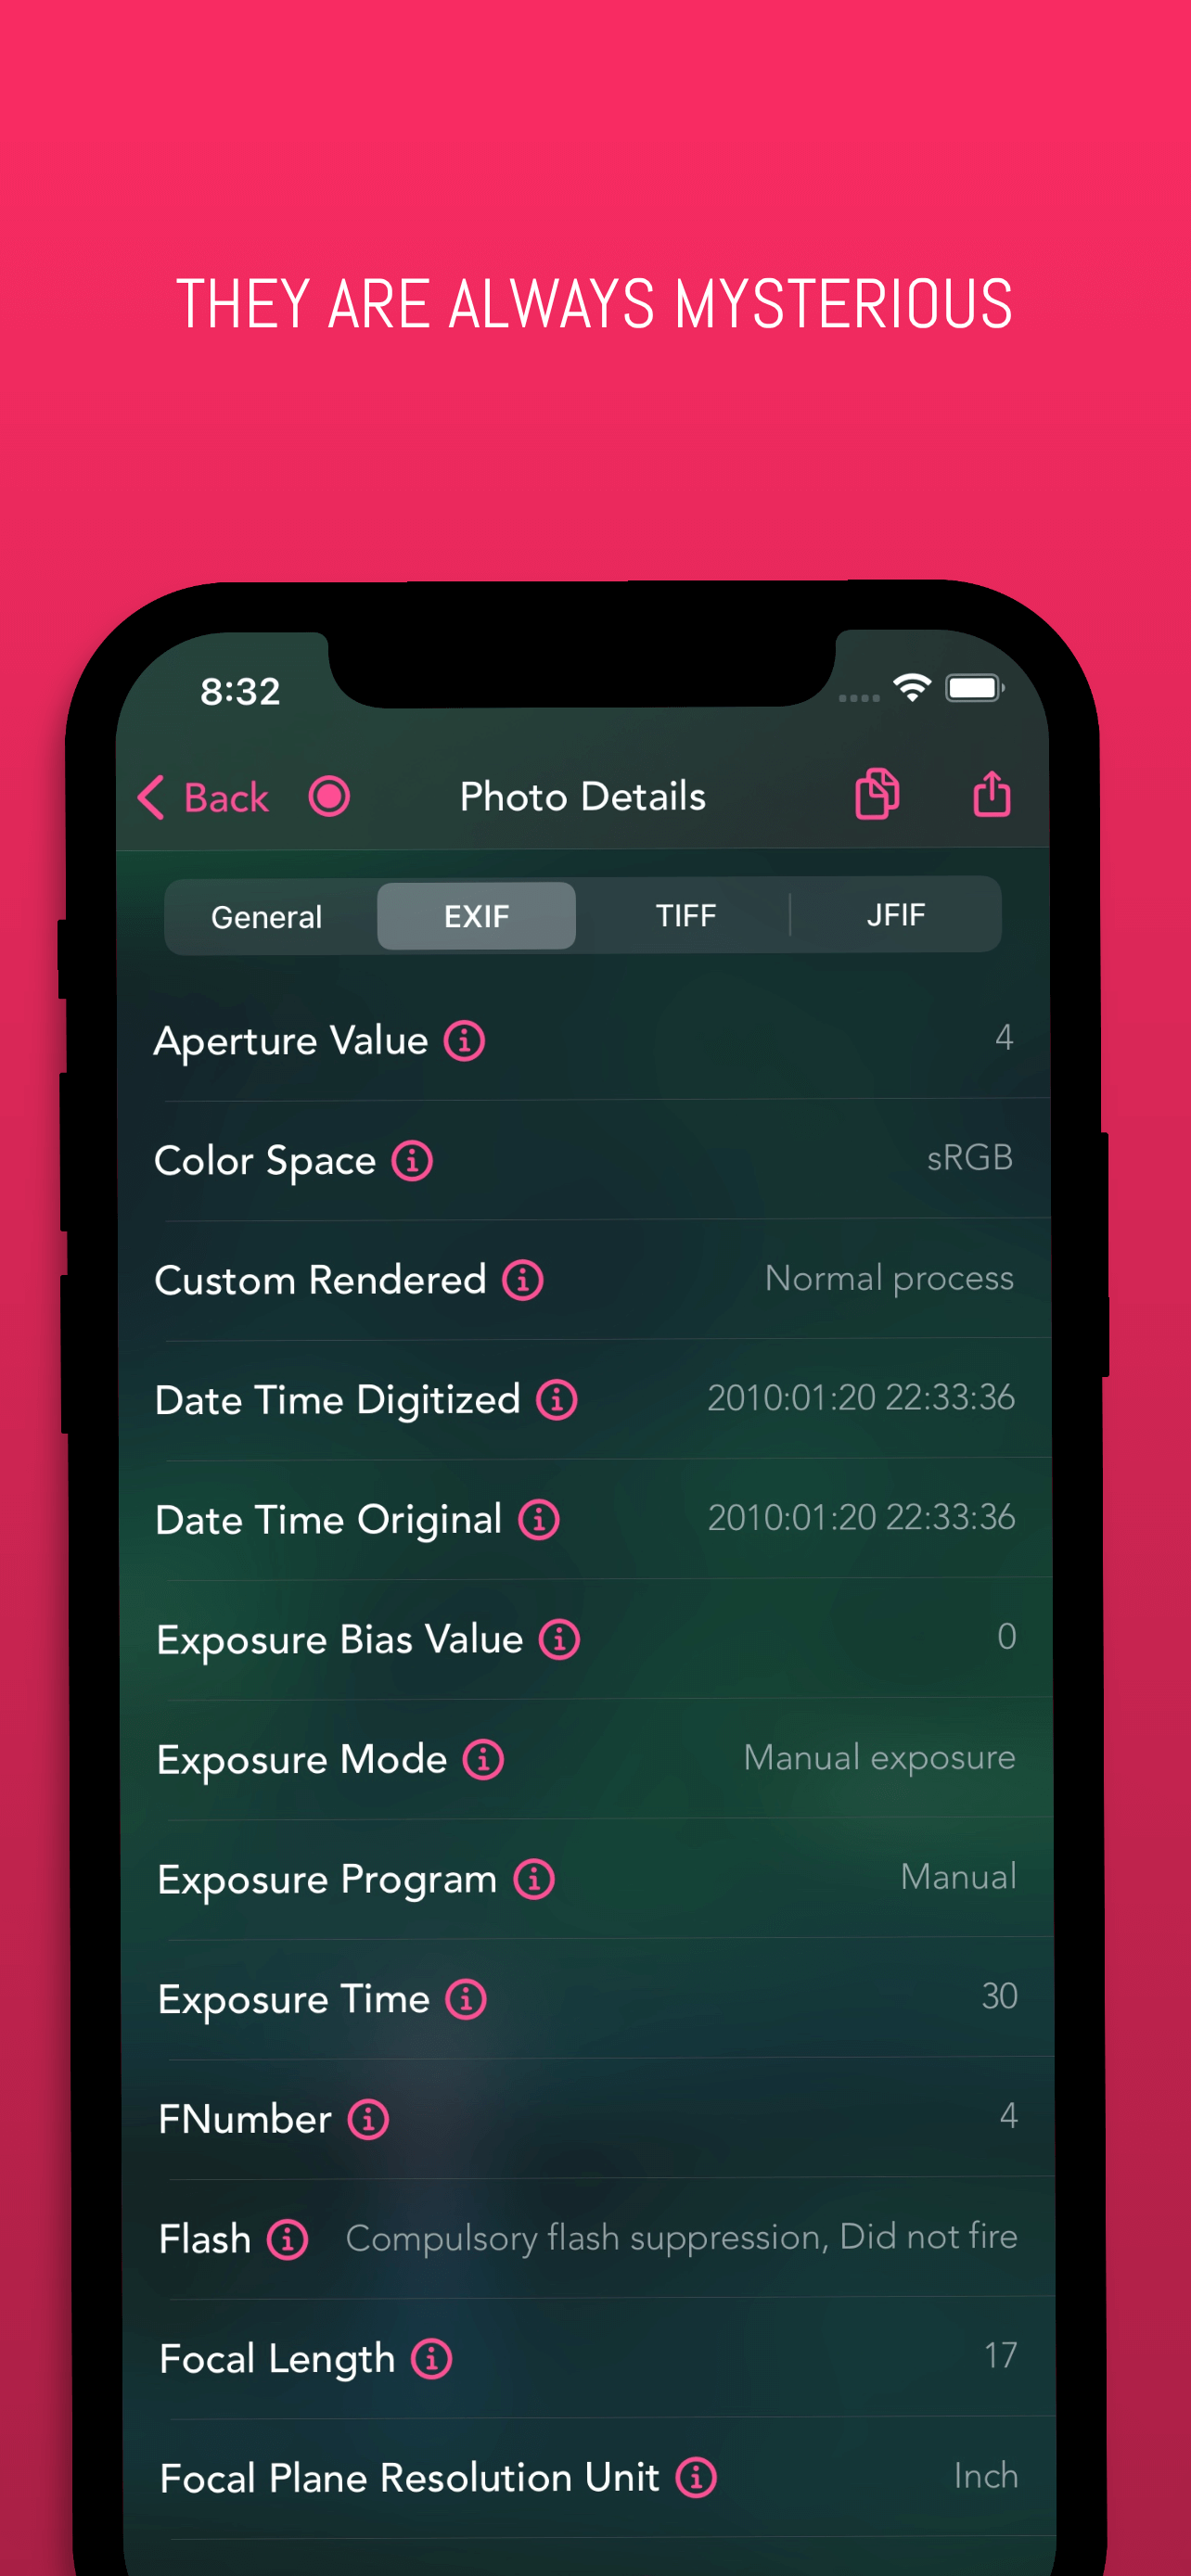 THEY ARE ALWAYS MYSTERIOUS
8:32
Back Photo Details
General EXIF TIFF JFIF
Aperture Value 4
Color Space sRGB
Custom Rendered Normal process
Date Time Digitized 2010:01:20 22:33:36
Date Time Original 2010:01:20 22:33:36
Exposure Bias Value 0
Exposure Mode Manual exposure
Exposure Program Manual
Exposure Time 30
FNumber 4
Flash Compulsory flash suppression, Did not fire
Focal Length 17
Focal Plane Resolution Unit Inch